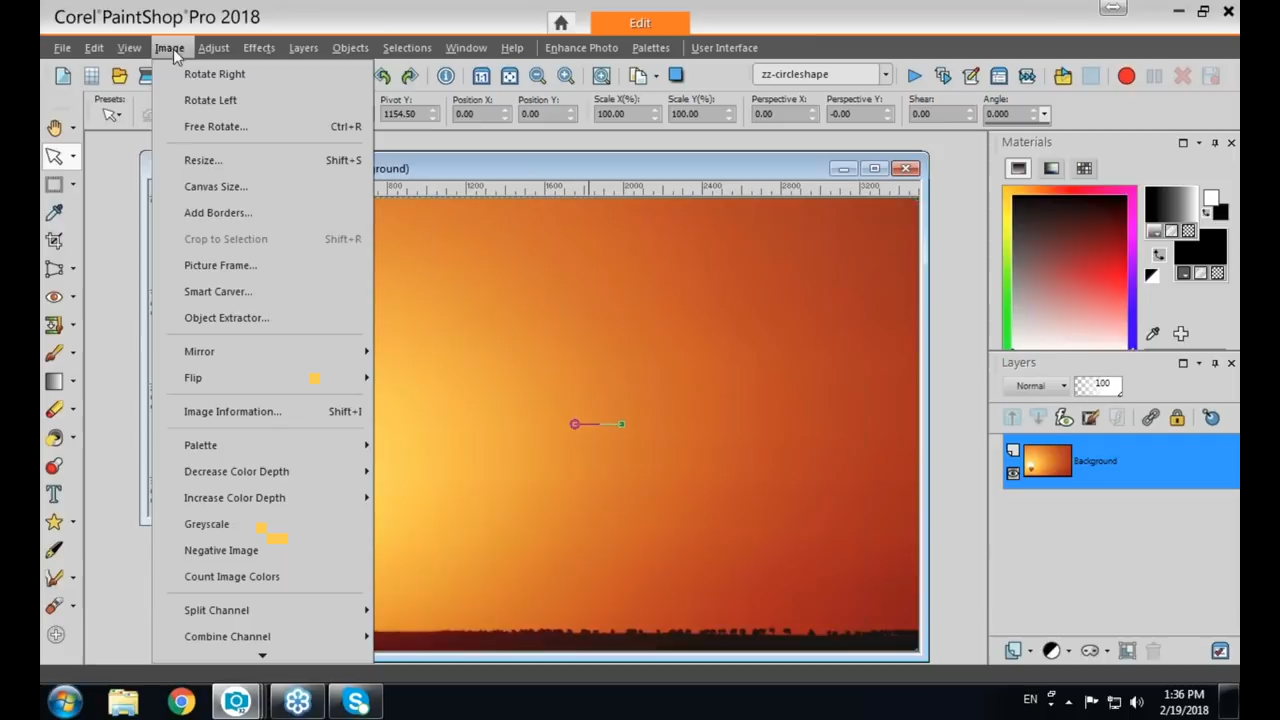 Corel PaintShop Pro 2018
Edit
File Edit View Image Adjust Effects Layers Objects Selections Window Help Enhance Photo Palettes User Interface
zz-circleshape
Presets:
Pivot Y: Position X: Position Y: Scale X(%): Scale Y(%): Perspective X: Perspective Y: Shear: Angle:
1154.50 0.00 0.00 100.00 100.00 0.00 -0.00 0.00 0.000
Rotate Right
Rotate Left
Free Rotate... Ctrl+R
Resize... Shift+S
Canvas Size...
Add Borders...
Crop to Selection Shift+R
Picture Frame...
Smart Carver...
Object Extractor...
Mirror
Flip
Image Information... Shift+I
Palette
Decrease Color Depth
Increase Color Depth
Greyscale
Negative Image
Count Image Colors
Split Channel
Combine Channel
round)
800 1200 1600 2000 2400 2800 3200
Materials
Layers
Normal 100
Background
EN
1:36 PM
2/19/2018